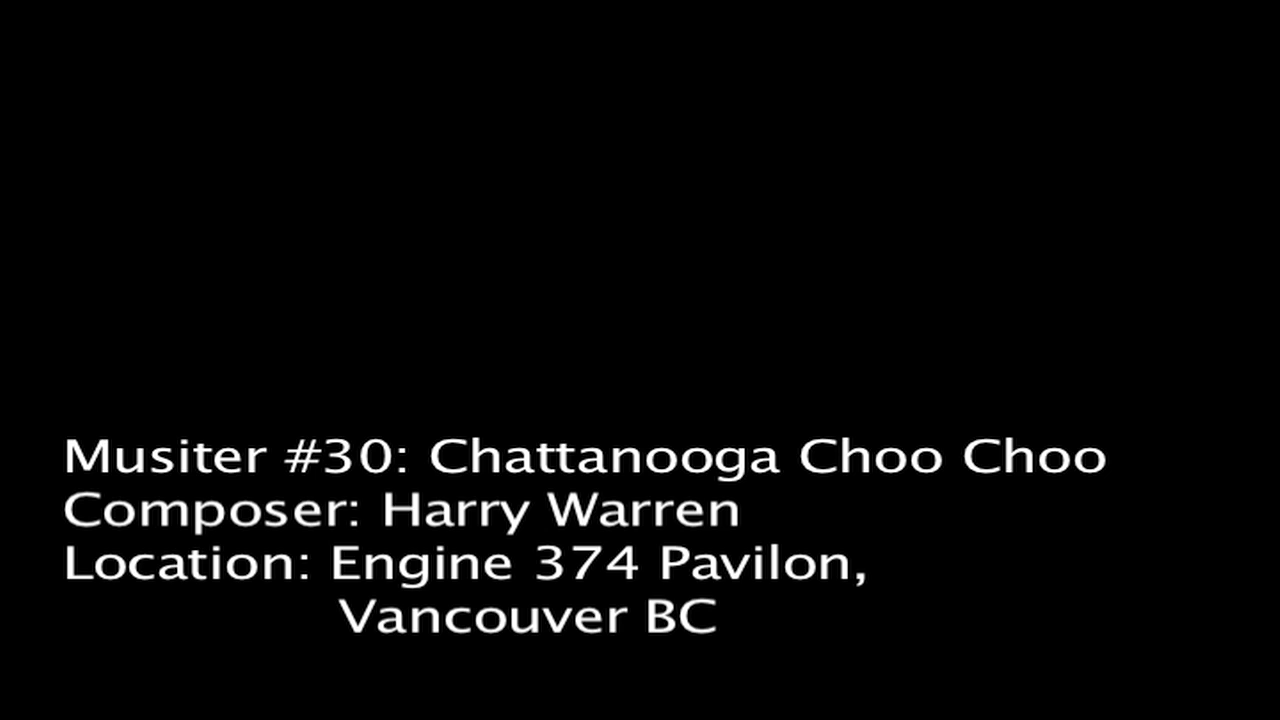 Musiter #30: Chattanooga Choo Choo
Composer: Harry Warren
Location: Engine 374 Pavilon,
Vancouver BC